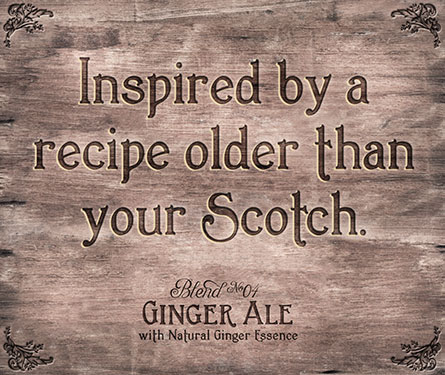 Inspired by a
recipe older than
your Scotch.
Blend No 04
GINGER ALE
with Natural Ginger Essence